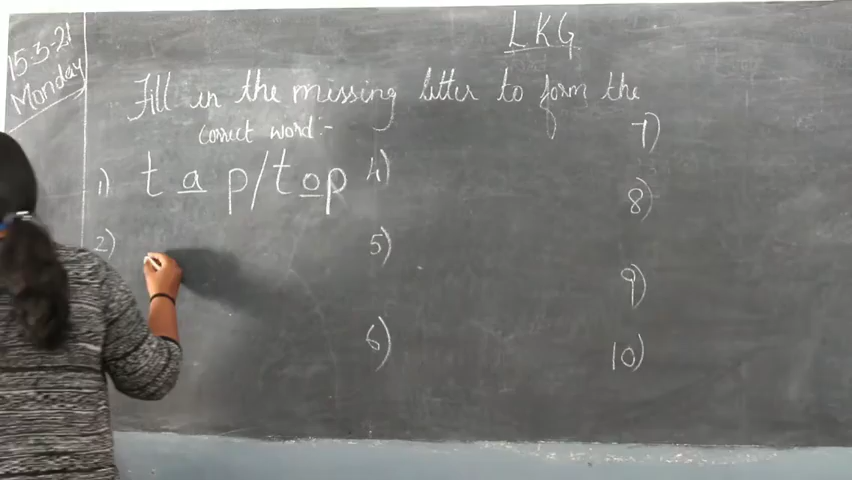 15-3-21
Monday
LKG
Fill in the missing letter to form the
correct word:-
1) t a p/top
2)
4)
5)
6)
7)
8)
9)
10)